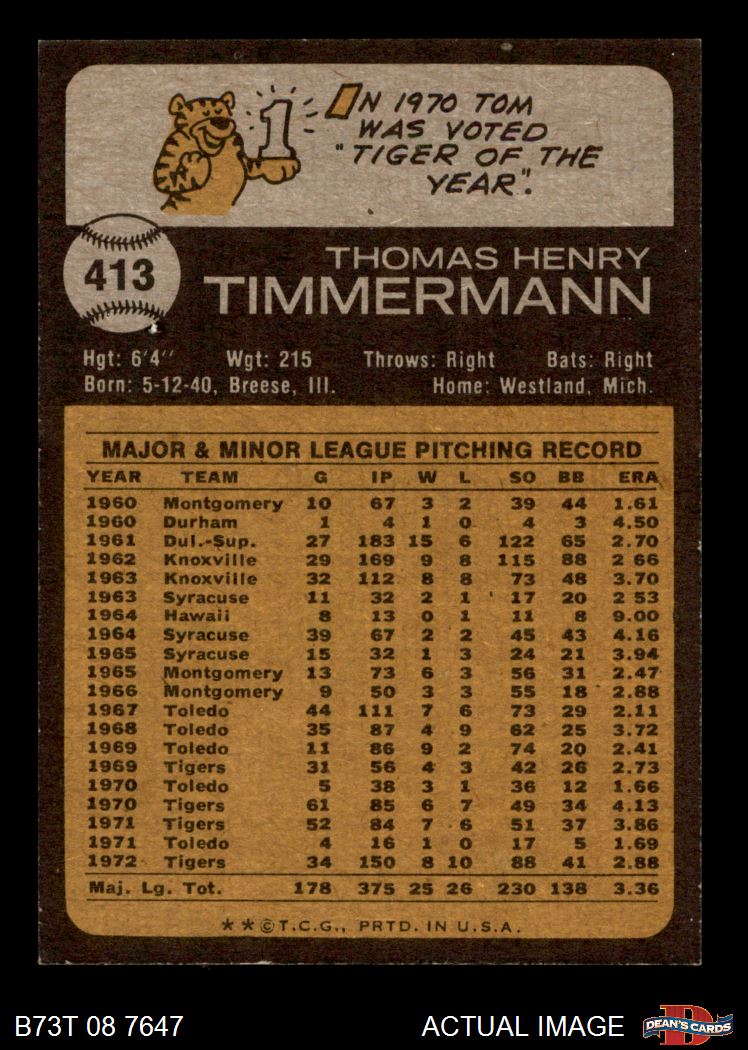 1
IN 1970 TOM
WAS VOTED
"TIGER OF THE
YEAR".
413
THOMAS HENRY
TIMMERMANN
Hgt: 6'4" Wgt: 215 Throws: Right Bats: Right
Born: 5-12-40, Breese, Ill. Home: Westland, Mich.
MAJOR & MINOR LEAGUE PITCHING RECORD
YEAR TEAM G IP W L SO BB ERA
1960 Montgomery 10 67 3 2 39 44 1.61
1960 Durham 1 4 1 0 4 3 4.50
1961 Dul.-Sup. 27 183 15 6 122 65 2.70
1962 Knoxville 29 169 9 8 115 88 2 66
1963 Knoxville 32 112 8 8 73 48 3.70
1963 Syracuse 11 32 2 1 17 20 2 53
1964 Hawaii 8 13 0 1 11 8 9.00
1964 Syracuse 39 67 2 2 45 43 4.16
1965 Syracuse 15 32 1 3 24 21 3.94
1965 Montgomery 13 73 6 3 56 31 2.47
1966 Montgomery 9 50 3 3 55 18 2.88
1967 Toledo 44 111 7 6 73 29 2.11
1968 Toledo 35 87 4 9 62 25 3.72
1969 Toledo 11 86 9 2 74 20 2.41
1969 Tigers 31 56 4 3 42 26 2.73
1970 Toledo 5 38 3 1 36 12 1.66
1970 Tigers 61 85 6 7 49 34 4.13
1971 Tigers 52 84 7 6 51 37 3.86
1971 Toledo 4 16 1 0 17 5 1.69
1972 Tigers 34 150 8 10 88 41 2.88
Maj. Lg. Tot. 178 375 25 26 230 138 3.36
**©T.C.G., PRTD. IN U.S.A.
B73T 08 7647 ACTUAL IMAGE DEAN'S CARDS